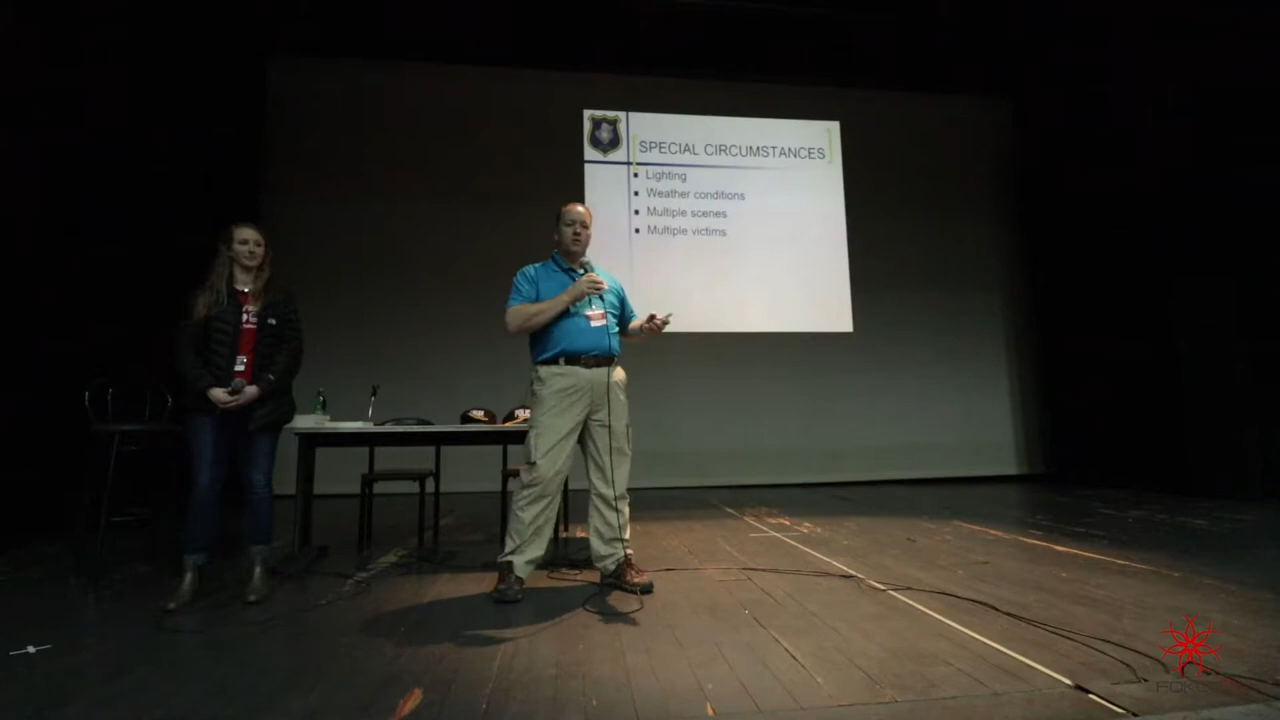 SPECIAL CIRCUMSTANCES
Lighting
Weather conditions
Multiple scenes
Multiple victims